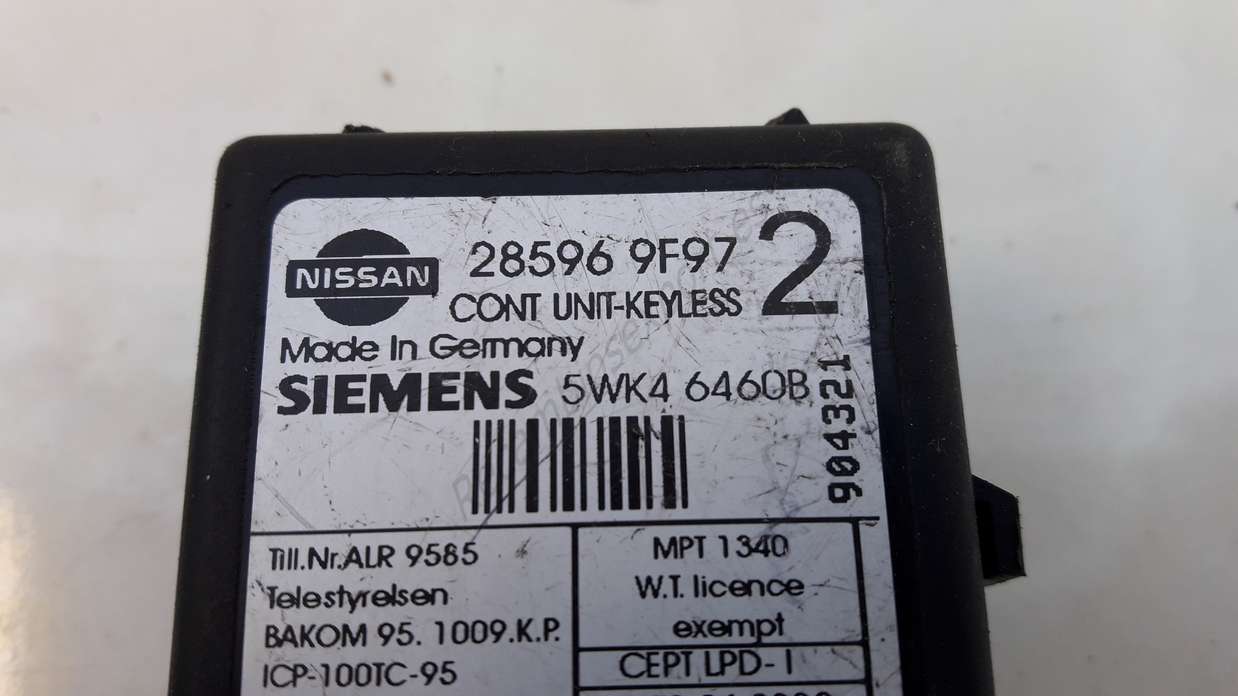 NISSAN
28596 9F97 2
CONT UNIT-KEYLESS
Made In Germany
SIEMENS 5WK4 6460B
904321
Till.Nr.ALR 9585
Telestyrelsen
BAKOM 95. 1009.K.P.
ICP-100TC-95
MPT 1340
W.T. licence
exempt
CEPT LPD-I